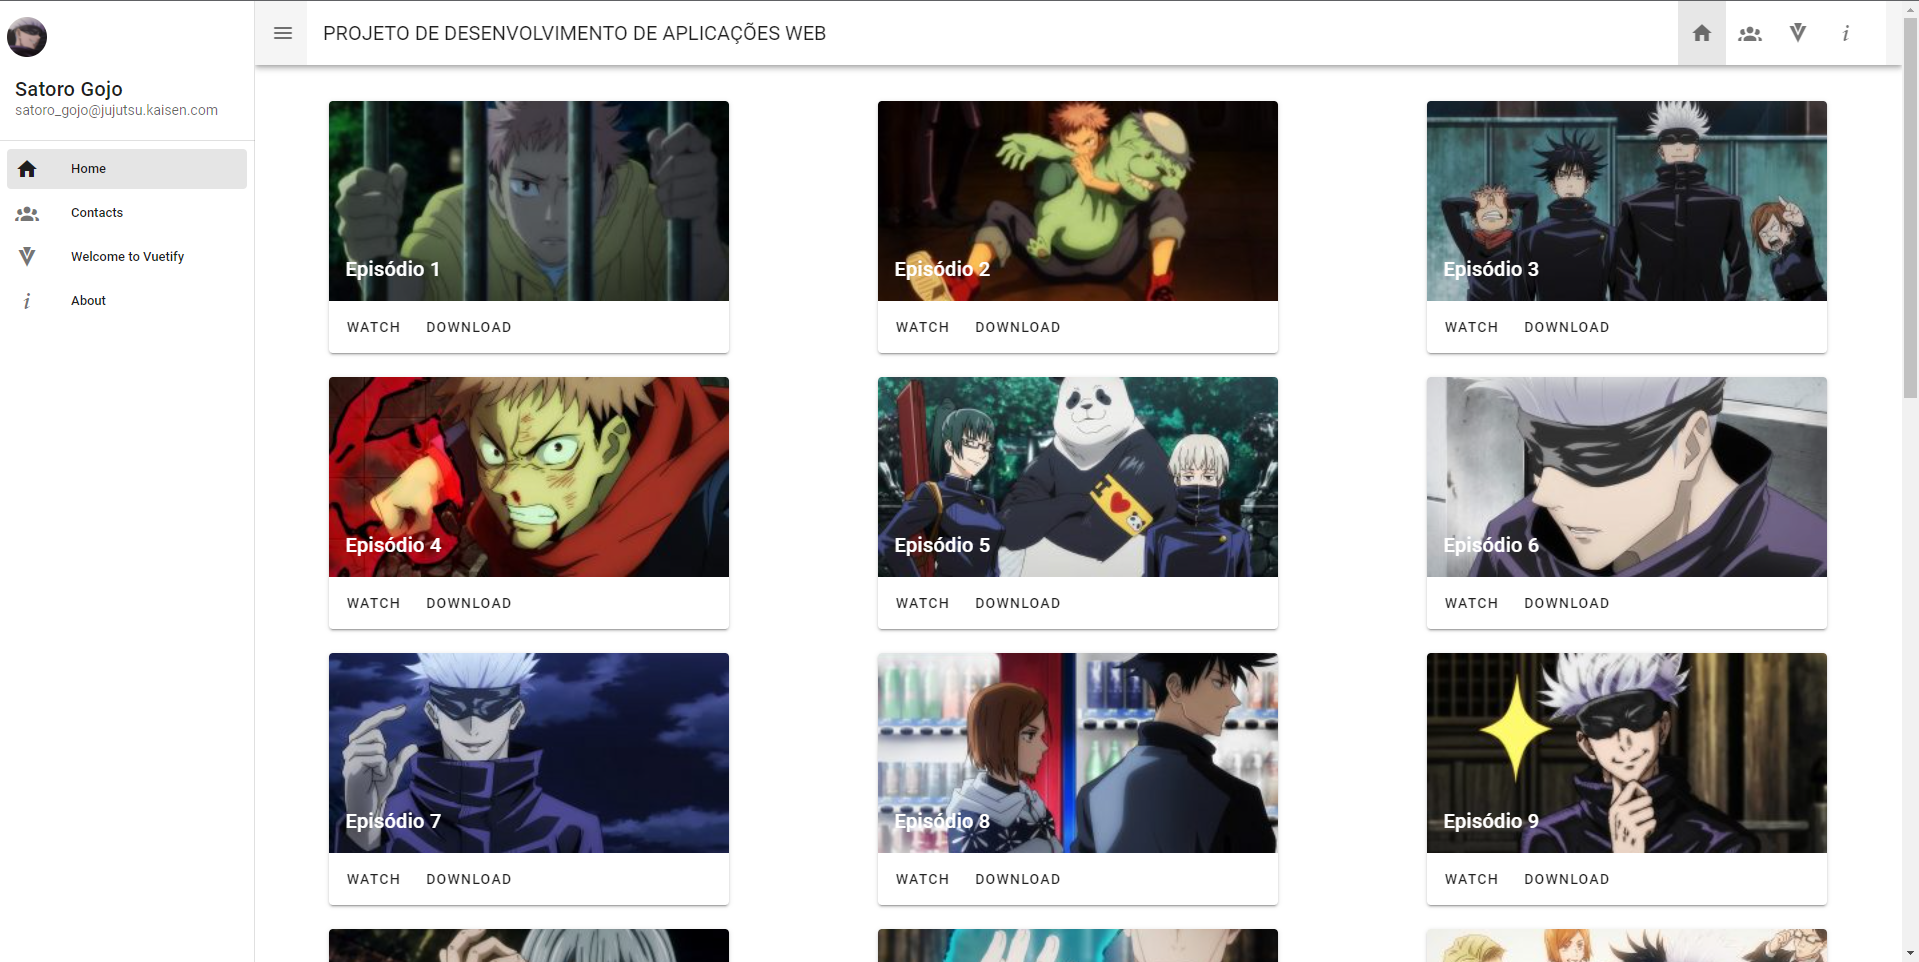 PROJETO DE DESENVOLVIMENTO DE APLICAÇÕES WEB
Satoro Gojo
satoro_gojo@jujutsu.kaisen.com
Home
Contacts
Welcome to Vuetify
About
Episódio 1
WATCH DOWNLOAD
Episódio 2
WATCH DOWNLOAD
Episódio 3
WATCH DOWNLOAD
Episódio 4
WATCH DOWNLOAD
Episódio 5
WATCH DOWNLOAD
Episódio 6
WATCH DOWNLOAD
Episódio 7
WATCH DOWNLOAD
Episódio 8
WATCH DOWNLOAD
Episódio 9
WATCH DOWNLOAD